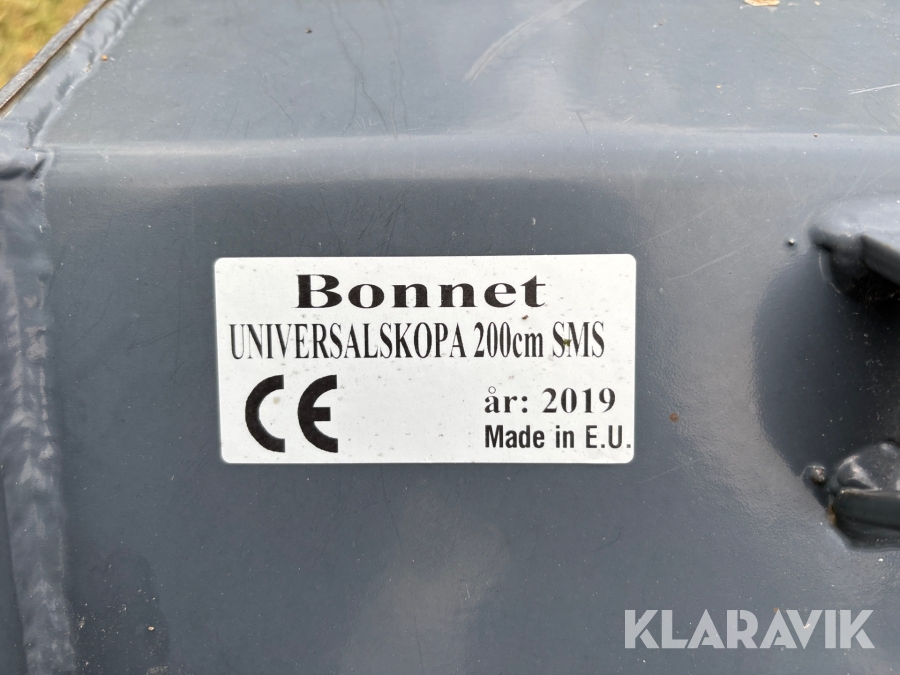 Bonnet
UNIVERSALSKOPA 200cm SMS
CE
år: 2019
Made in E.U.
KLARAVIK